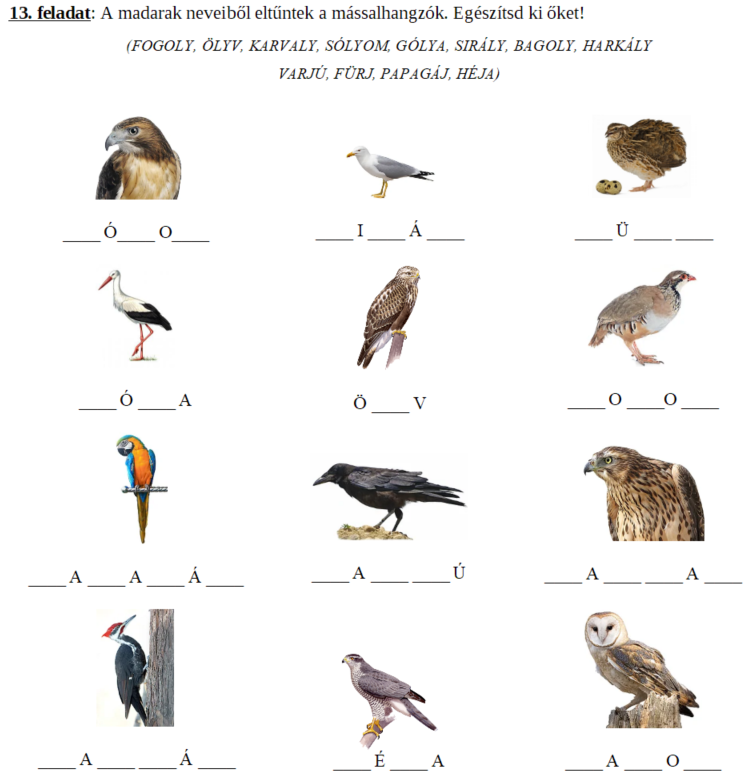 13. feladat: A madarak neveiből eltűntek a mássalhangzók. Egészítsd ki őket!
(FOGOLY, ÖLYV, KARVALY, SÓLYOM, GÓLYA, SIRÁLY, BAGOLY, HARKÁLY
VARJÚ, FÜRJ, PAPAGÁJ, HÉJA)
____ Ó____ O____ ____ I ____ Á ____ ____ Ü ____ ____
____ Ó ____ A Ö ____ V ____ O ____O ____
____ A ____ A ____ Á ____ ____ A ____ ____ Ú ____ A ____ ____ A ____
____ A ____ ____ Á ____ ____ É ____ A ____ A ____ O ____